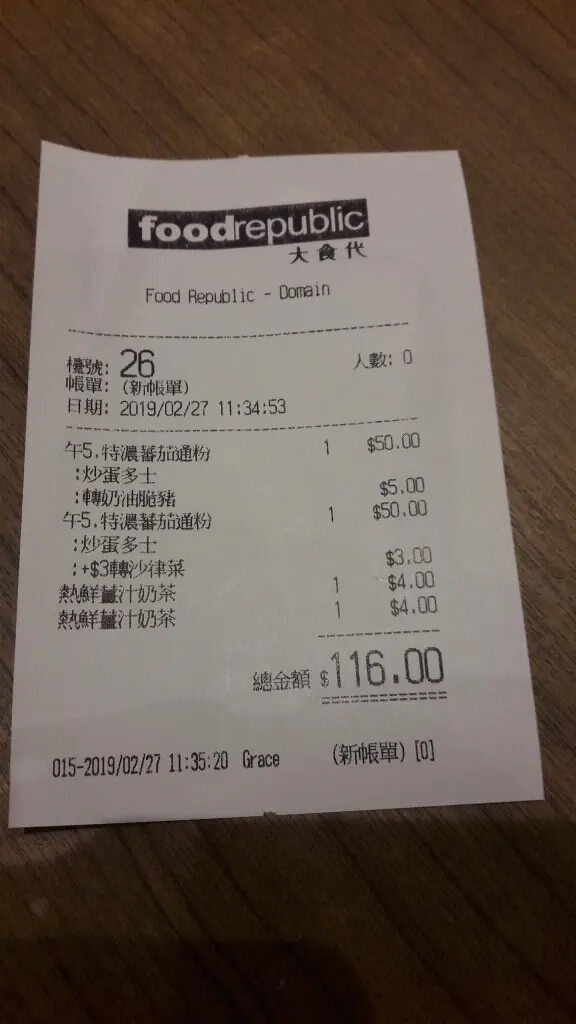 foodrepublic
大食代
Food Republic - Domain
檯號: 26 人數: 0
帳單: (新帳單)
日期: 2019/02/27 11:34:53
午5.特濃蕃茄通粉 1 $50.00
:炒蛋多士
:轉奶油脆豬 $5.00
午5.特濃蕃茄通粉 1 $50.00
:炒蛋多士
:+$3轉沙律菜 $3.00
熱鮮薑汁奶茶 1 $4.00
熱鮮薑汁奶茶 1 $4.00
總金額 $116.00
015-2019/02/27 11:35:20 Grace (新帳單) [0]